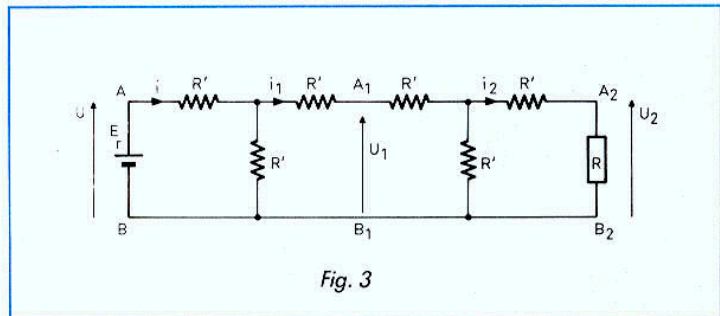 A i R' i₁ R' A₁ R' i₂ R' A₂
U E r R' U₁ R' R U₂
B B₁ B₂
Fig. 3